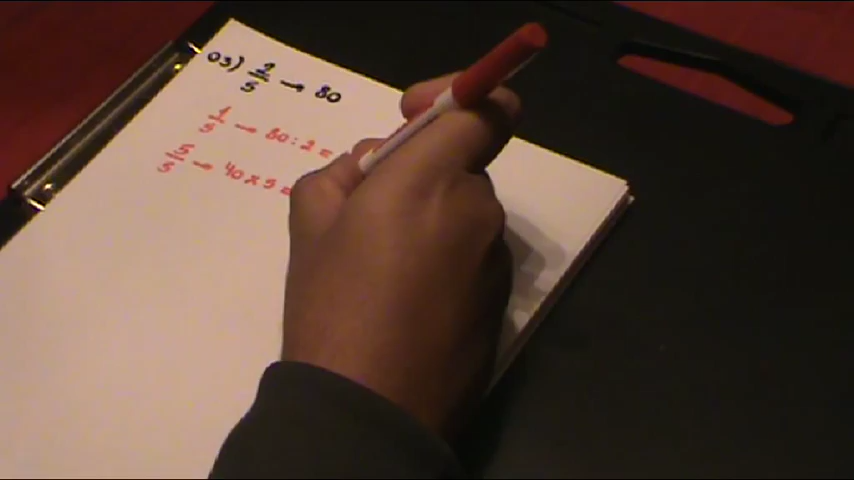 03) 2/5 → 80
1/5 → 80 : 2 =
5/5 → 40 x 5 =